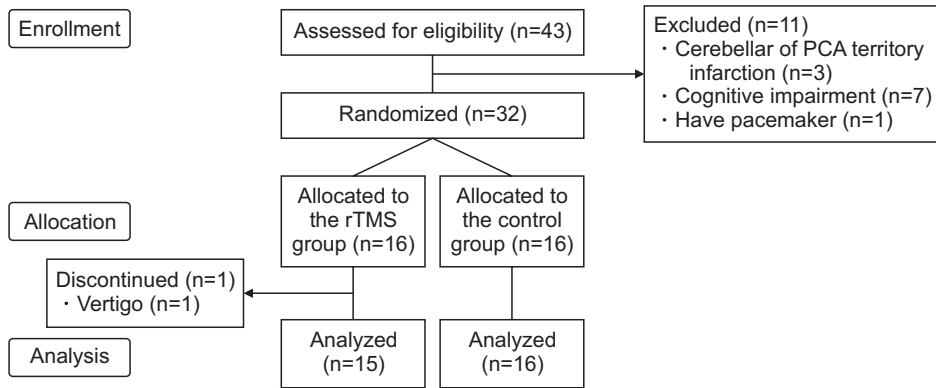 Enrollment
Assessed for eligibility (n=43)
Excluded (n=11)
· Cerebellar of PCA territory
infarction (n=3)
· Cognitive impairment (n=7)
· Have pacemaker (n=1)
Randomized (n=32)
Allocation
Allocated to
the rTMS
group (n=16)
Allocated to
the control
group (n=16)
Discontinued (n=1)
· Vertigo (n=1)
Analysis
Analyzed
(n=15)
Analyzed
(n=16)